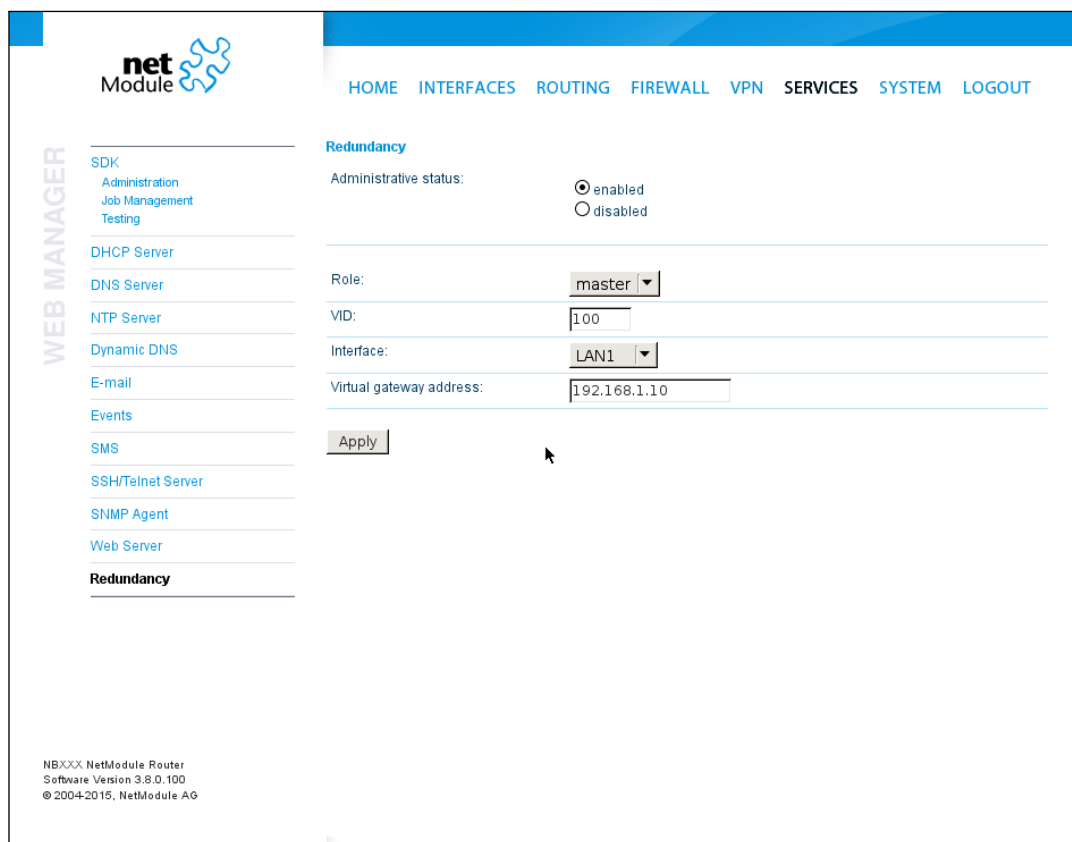 net
Module
HOME INTERFACES ROUTING FIREWALL VPN SERVICES SYSTEM LOGOUT
WEB MANAGER
SDK
Administration
Job Management
Testing
DHCP Server
DNS Server
NTP Server
Dynamic DNS
E-mail
Events
SMS
SSH/Telnet Server
SNMP Agent
Web Server
Redundancy
Redundancy
Administrative status:
enabled
disabled
Role: master
VID: 100
Interface: LAN1
Virtual gateway address: 192.168.1.10
Apply
NBXXX NetModule Router
Software Version 3.8.0.100
© 2004-2015, NetModule AG